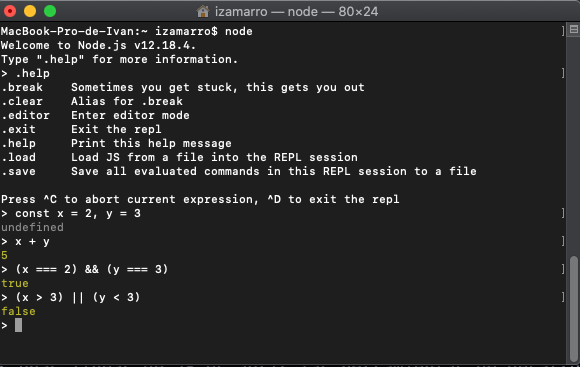 izamarro — node — 80×24
MacBook-Pro-de-Ivan:~ izamarro$ node
Welcome to Node.js v12.18.4.
Type ".help" for more information.
> .help
.break    Sometimes you get stuck, this gets you out
.clear    Alias for .break
.editor   Enter editor mode
.exit     Exit the repl
.help     Print this help message
.load     Load JS from a file into the REPL session
.save     Save all evaluated commands in this REPL session to a file

Press ^C to abort current expression, ^D to exit the repl
> const x = 2, y = 3
undefined
> x + y
5
> (x === 2) && (y === 3)
true
> (x > 3) || (y < 3)
false
>